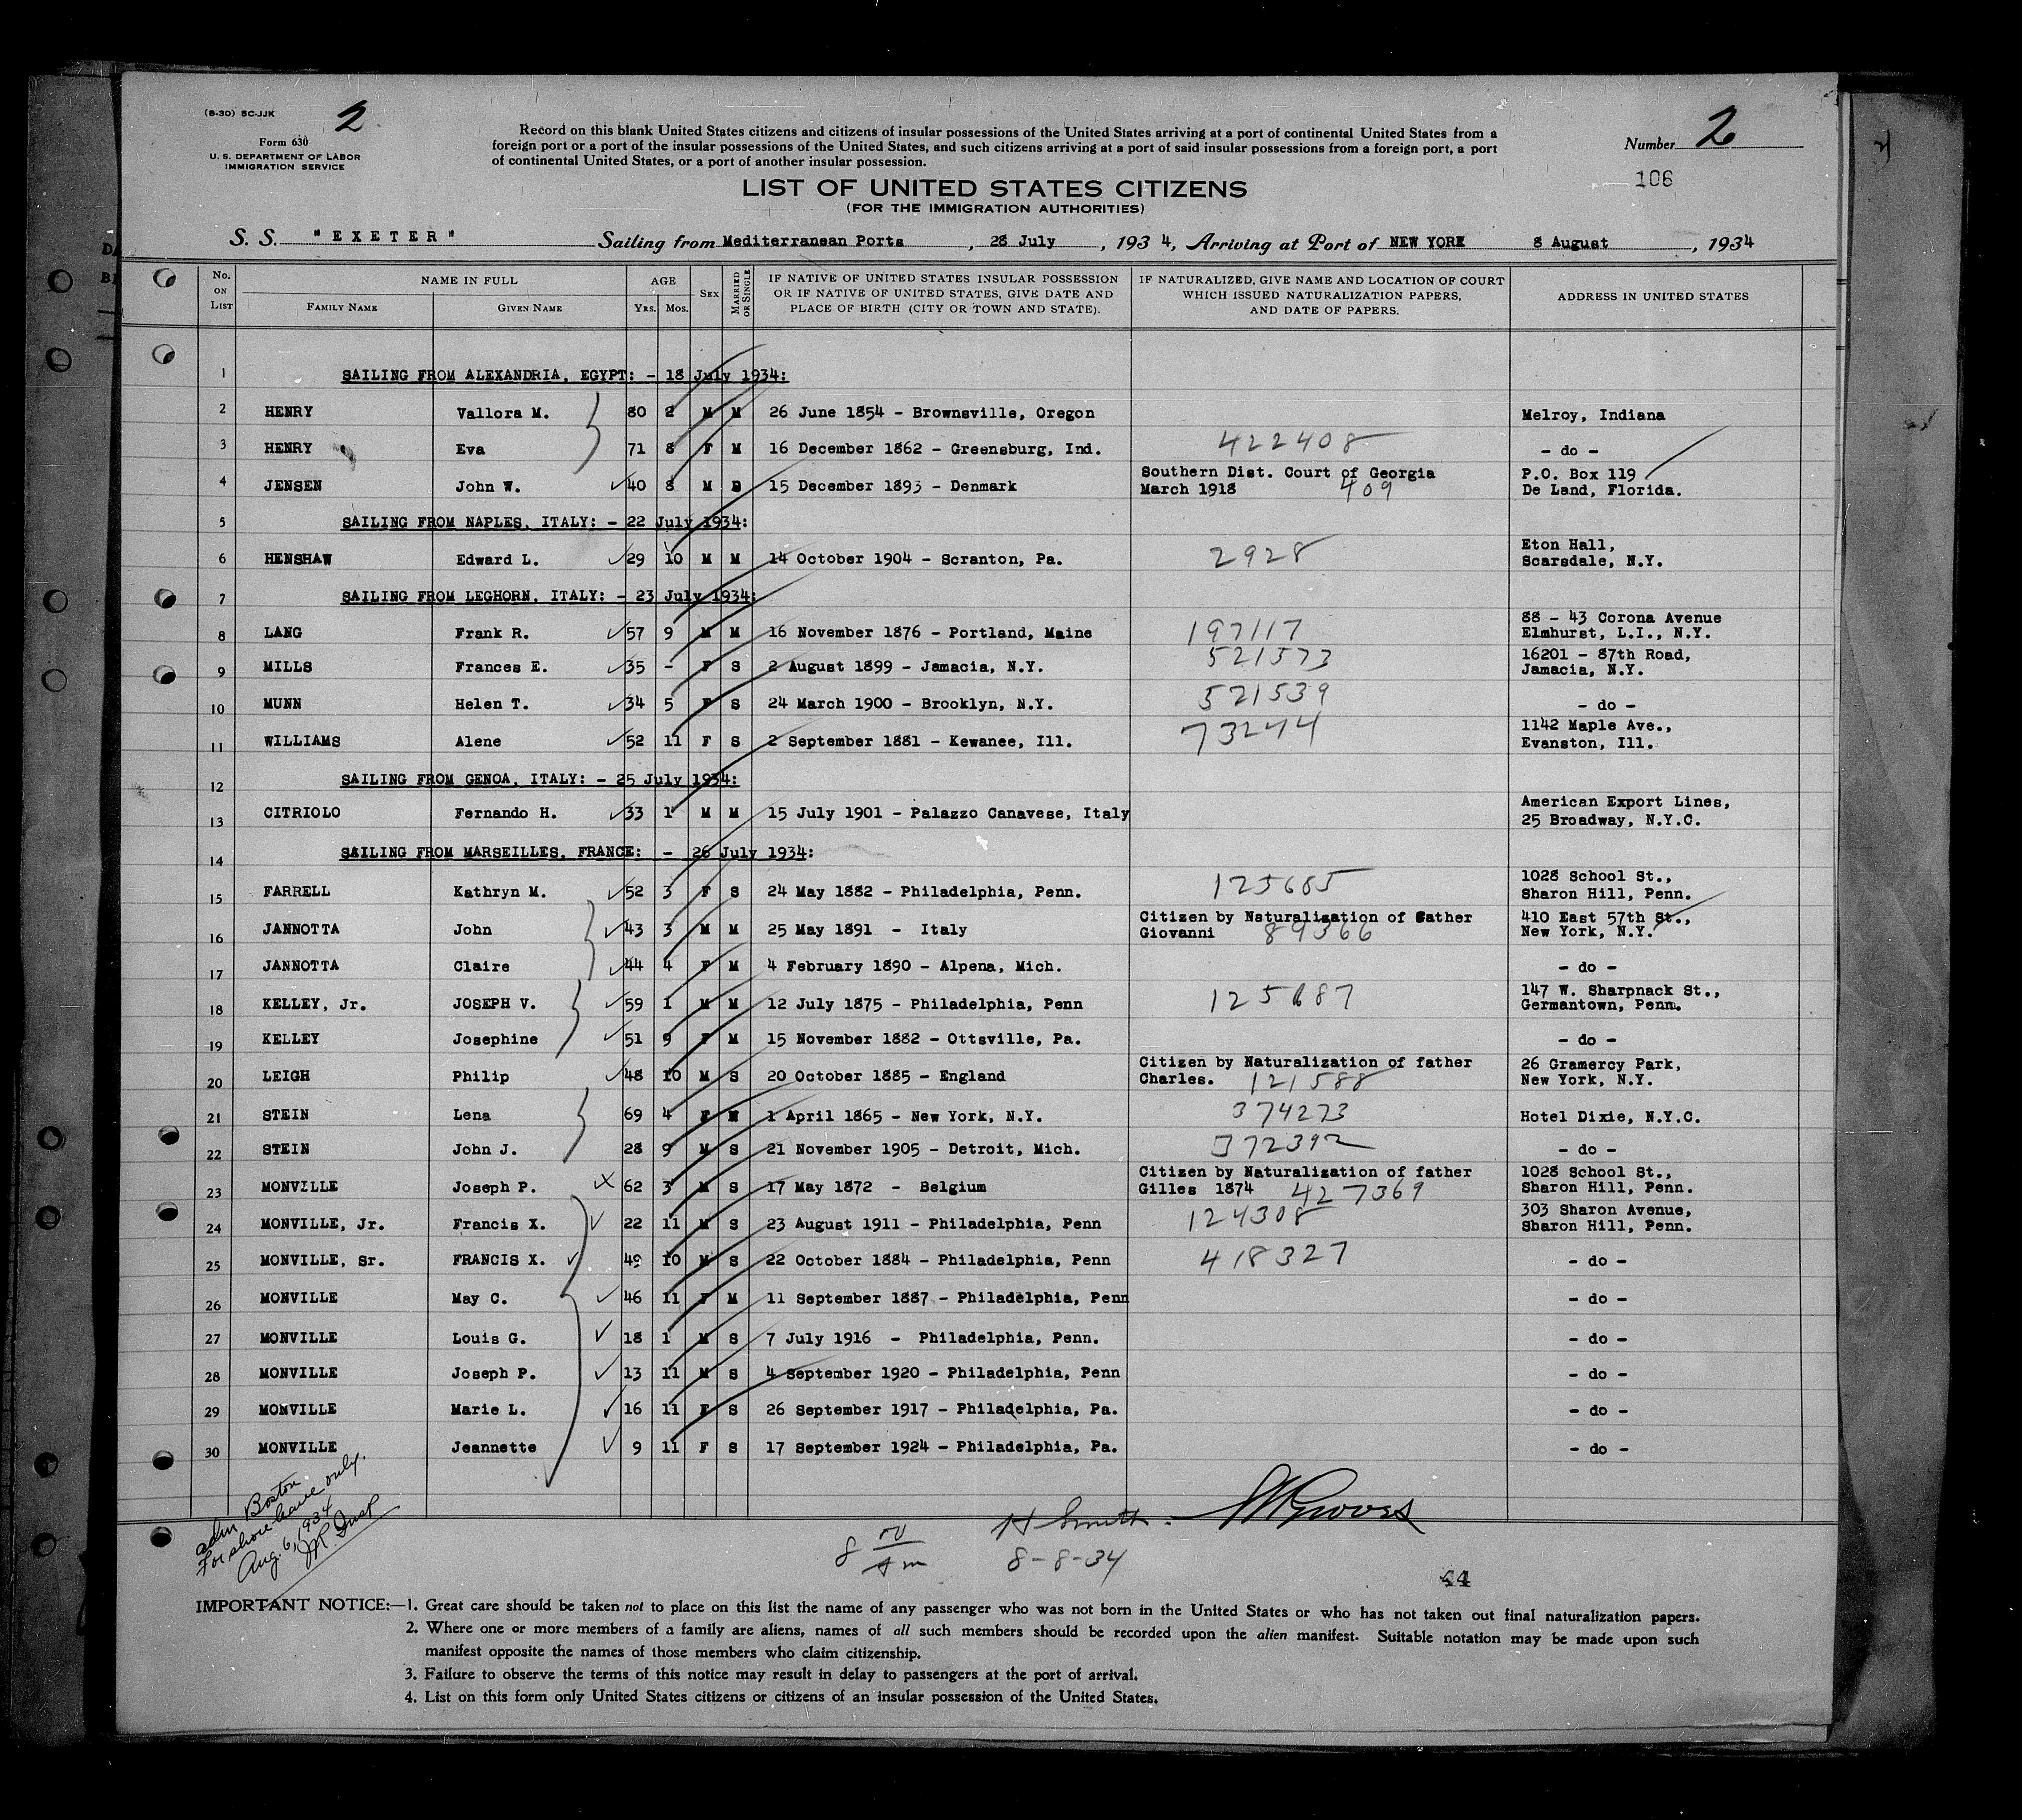 (8-30) SC-JJK
2
Form 630
U. S. DEPARTMENT OF LABOR
IMMIGRATION SERVICE
Record on this blank United States citizens and citizens of insular possessions of the United States arriving at a port of continental United States from a
foreign port or a port of the insular possessions of the United States, and such citizens arriving at a port of said insular possessions from a foreign port, a port
of continental United States, or a port of another insular possession.
Number 2
106
LIST OF UNITED STATES CITIZENS
(FOR THE IMMIGRATION AUTHORITIES)
S. S. "EXETER" Sailing from Mediterranean Ports, 28 July, 1934, Arriving at Port of NEW YORK 8 August, 1934
No. ON LIST
NAME IN FULL
FAMILY NAME GIVEN NAME
AGE
YRS. MOS.
SEX
MARRIED OR SINGLE
IF NATIVE OF UNITED STATES INSULAR POSSESSION
OR IF NATIVE OF UNITED STATES, GIVE DATE AND
PLACE OF BIRTH (CITY OR TOWN AND STATE).
IF NATURALIZED, GIVE NAME AND LOCATION OF COURT
WHICH ISSUED NATURALIZATION PAPERS,
AND DATE OF PAPERS.
ADDRESS IN UNITED STATES
1 SAILING FROM ALEXANDRIA, EGYPT: - 18 July 1934:
2 HENRY Vallora M. 80 2 M M 26 June 1854 - Brownsville, Oregon Melroy, Indiana
3 HENRY Eva 71 8 F M 16 December 1862 - Greensburg, Ind. 422408 - do -
4 JENSEN John W. 40 8 M 15 December 1893 - Denmark Southern Dist. Court of Georgia P.O. Box 119
March 1918 409 De Land, Florida.
5 SAILING FROM NAPLES, ITALY: - 22 July 1934:
6 HENSHAW Edward L. 29 10 M M 14 October 1904 - Scranton, Pa. 2928 Eton Hall,
Scarsdale, N.Y.
7 SAILING FROM LEGHORN, ITALY: - 23 July 1934:
8 LANG Frank R. 57 9 M M 16 November 1876 - Portland, Maine 197117 88 - 43 Corona Avenue
Elmhurst, L.I., N.Y.
9 MILLS Frances E. 35 - F S 2 August 1899 - Jamacia, N.Y. 521573 16201 - 87th Road,
Jamacia, N.Y.
10 MUNN Helen T. 34 5 F S 24 March 1900 - Brooklyn, N.Y. 521539 - do -
11 WILLIAMS Alene 52 11 F S 2 September 1881 - Kewanee, Ill. 73244 1142 Maple Ave.,
Evanston, Ill.
12 SAILING FROM GENOA, ITALY: - 25 July 1934:
13 CITRIOLO Fernando H. 33 1 M M 15 July 1901 - Palazzo Canavese, Italy American Export Lines,
25 Broadway, N.Y.C.
14 SAILING FROM MARSEILLES, FRANCE: - 26 July 1934:
15 FARRELL Kathryn M. 52 3 F S 24 May 1882 - Philadelphia, Penn. 125685 1028 School St.,
Sharon Hill, Penn.
16 JANNOTTA John 43 3 M M 25 May 1891 - Italy Citizen by Naturalization of father 410 East 57th St.,
Giovanni 89366 New York, N.Y.
17 JANNOTTA Claire 44 4 F M 4 February 1890 - Alpena, Mich. - do -
18 KELLEY, Jr. JOSEPH V. 59 1 M M 12 July 1875 - Philadelphia, Penn 125687 147 W. Sharpnack St.,
Germantown, Penn.
19 KELLEY Josephine 51 9 F M 15 November 1882 - Ottsville, Pa. - do -
20 LEIGH Philip 48 10 M S 20 October 1885 - England Citizen by Naturalization of father 26 Gramercy Park,
Charles. 121588 New York, N.Y.
21 STEIN Lena 69 4 F 1 April 1865 - New York, N.Y. 374273 Hotel Dixie, N.Y.C.
22 STEIN John J. 28 9 M S 21 November 1905 - Detroit, Mich. 372392 - do -
23 MONVILLE Joseph P. 62 3 M S 17 May 1872 - Belgium Citizen by Naturalization of father 1028 School St.,
Gilles 1874 427369 Sharon Hill, Penn.
24 MONVILLE, Jr. Francis X. 22 11 M S 23 August 1911 - Philadelphia, Penn 124308 303 Sharon Avenue,
Sharon Hill, Penn.
25 MONVILLE, Sr. FRANCIS X. 49 10 M S 22 October 1884 - Philadelphia, Penn 418327 - do -
26 MONVILLE May C. 46 11 F M 11 September 1887 - Philadelphia, Penn - do -
27 MONVILLE Louis G. 18 1 M S 7 July 1916 - Philadelphia, Penn. - do -
28 MONVILLE Joseph P. 13 11 M S 4 September 1920 - Philadelphia, Penn - do -
29 MONVILLE Marie L. 16 11 F S 26 September 1917 - Philadelphia, Pa. - do -
30 MONVILLE Jeannette 9 11 F S 17 September 1924 - Philadelphia, Pa. - do -
adm Boston
For shore leave only.
Aug. 6, 1934
H Smith
8-8-34
IMPORTANT NOTICE:—1. Great care should be taken not to place on this list the name of any passenger who was not born in the United States or who has not taken out final naturalization papers.
2. Where one or more members of a family are aliens, names of all such members should be recorded upon the alien manifest. Suitable notation may be made upon such
manifest opposite the names of those members who claim citizenship.
3. Failure to observe the terms of this notice may result in delay to passengers at the port of arrival.
4. List on this form only United States citizens or citizens of an insular possession of the United States.